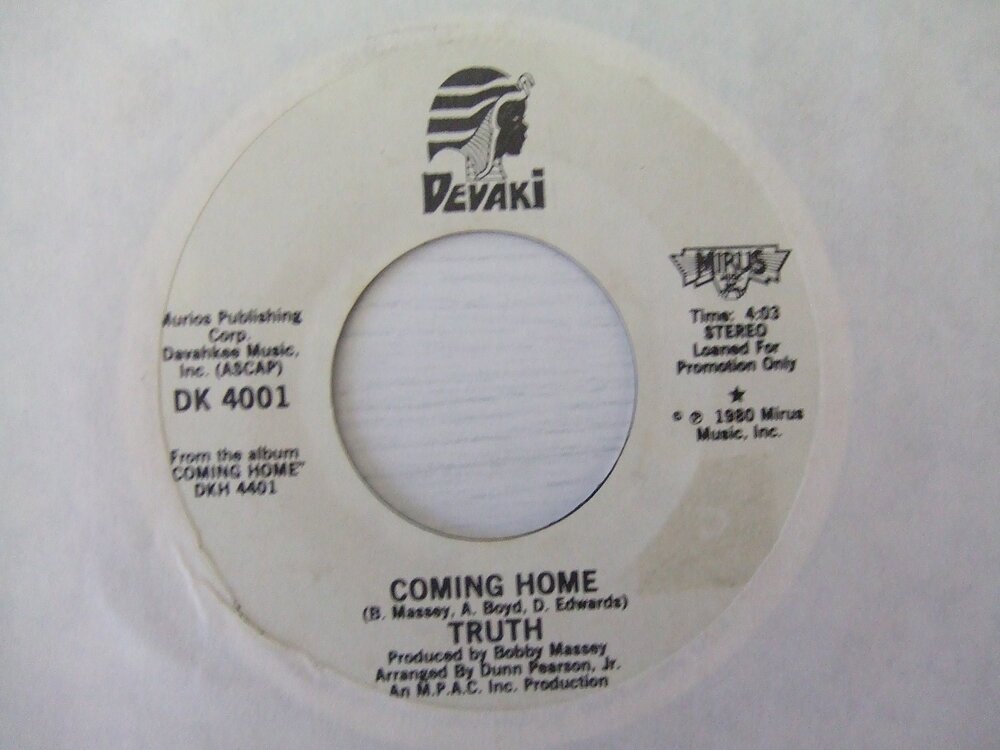 DEVAKI
MIRUS
Murios Publishing
Corp.
Davahkee Music,
Inc. (ASCAP)
DK 4001
From the album
"COMING HOME"
DKH 4401
Time: 4:03
STEREO
Loaned For
Promotion Only
© ℗ 1980 Mirus
Music, Inc.
COMING HOME
(B. Massey, A. Boyd, D. Edwards)
TRUTH
Produced by Bobby Massey
Arranged By Dunn Pearson, Jr.
An M.P.A.C. Inc. Production